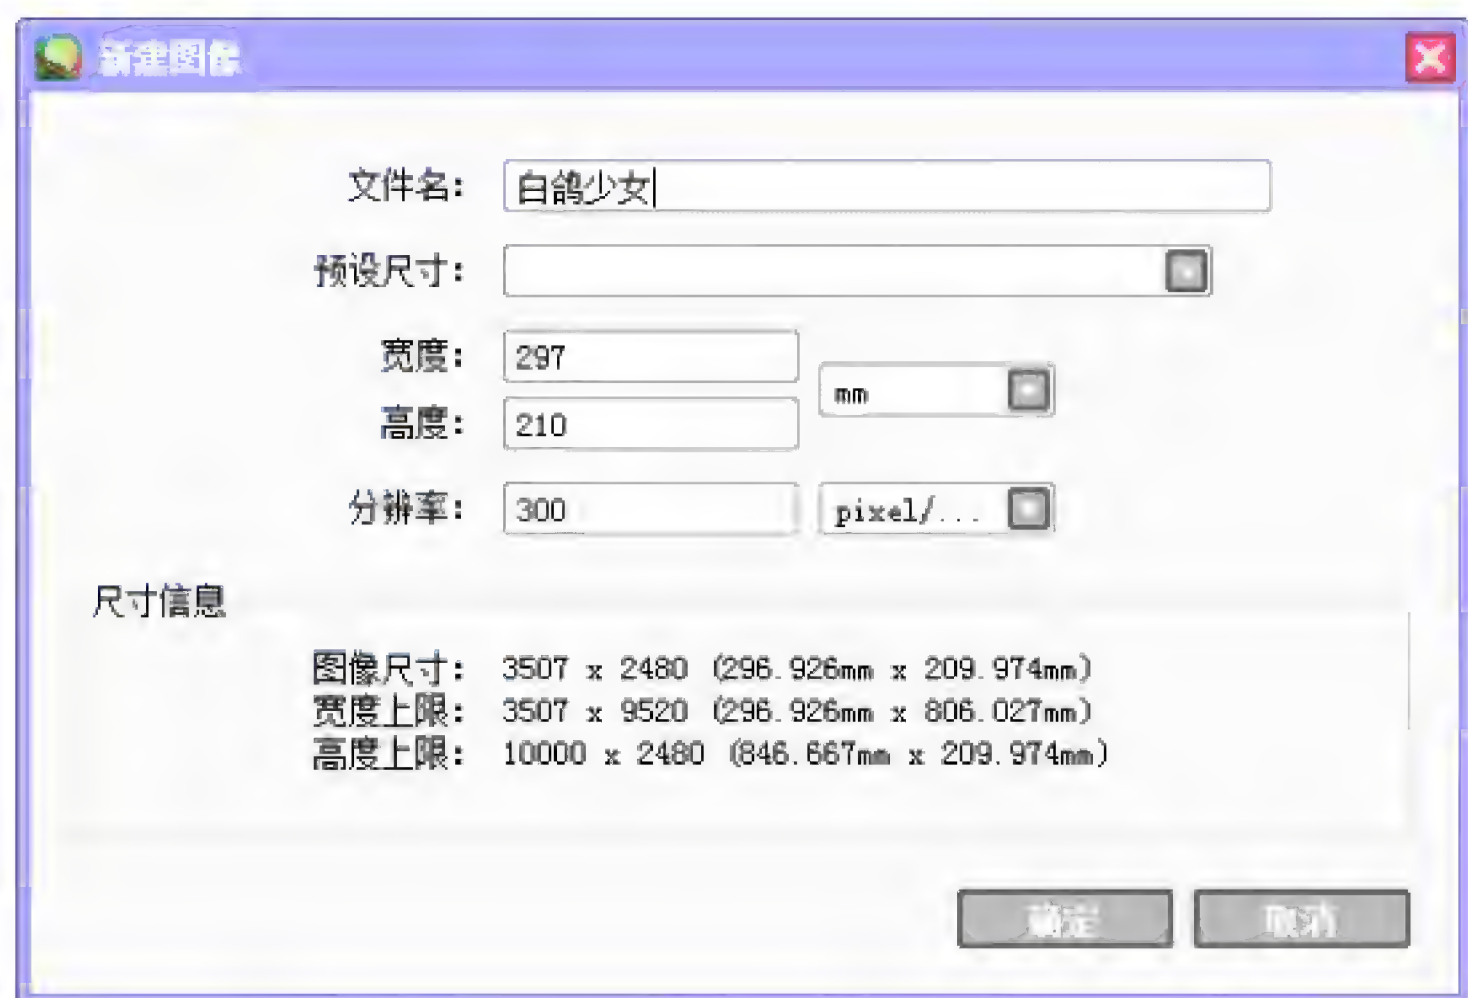 新建图像
文件名： 白鸽少女
预设尺寸：
宽度： 297
mm
高度： 210
分辨率： 300 pixel/...
尺寸信息
图像尺寸： 3507 x 2480 (296.926mm x 209.974mm)
宽度上限： 3507 x 9520 (296.926mm x 806.027mm)
高度上限： 10000 x 2480 (846.667mm x 209.974mm)
确定 取消